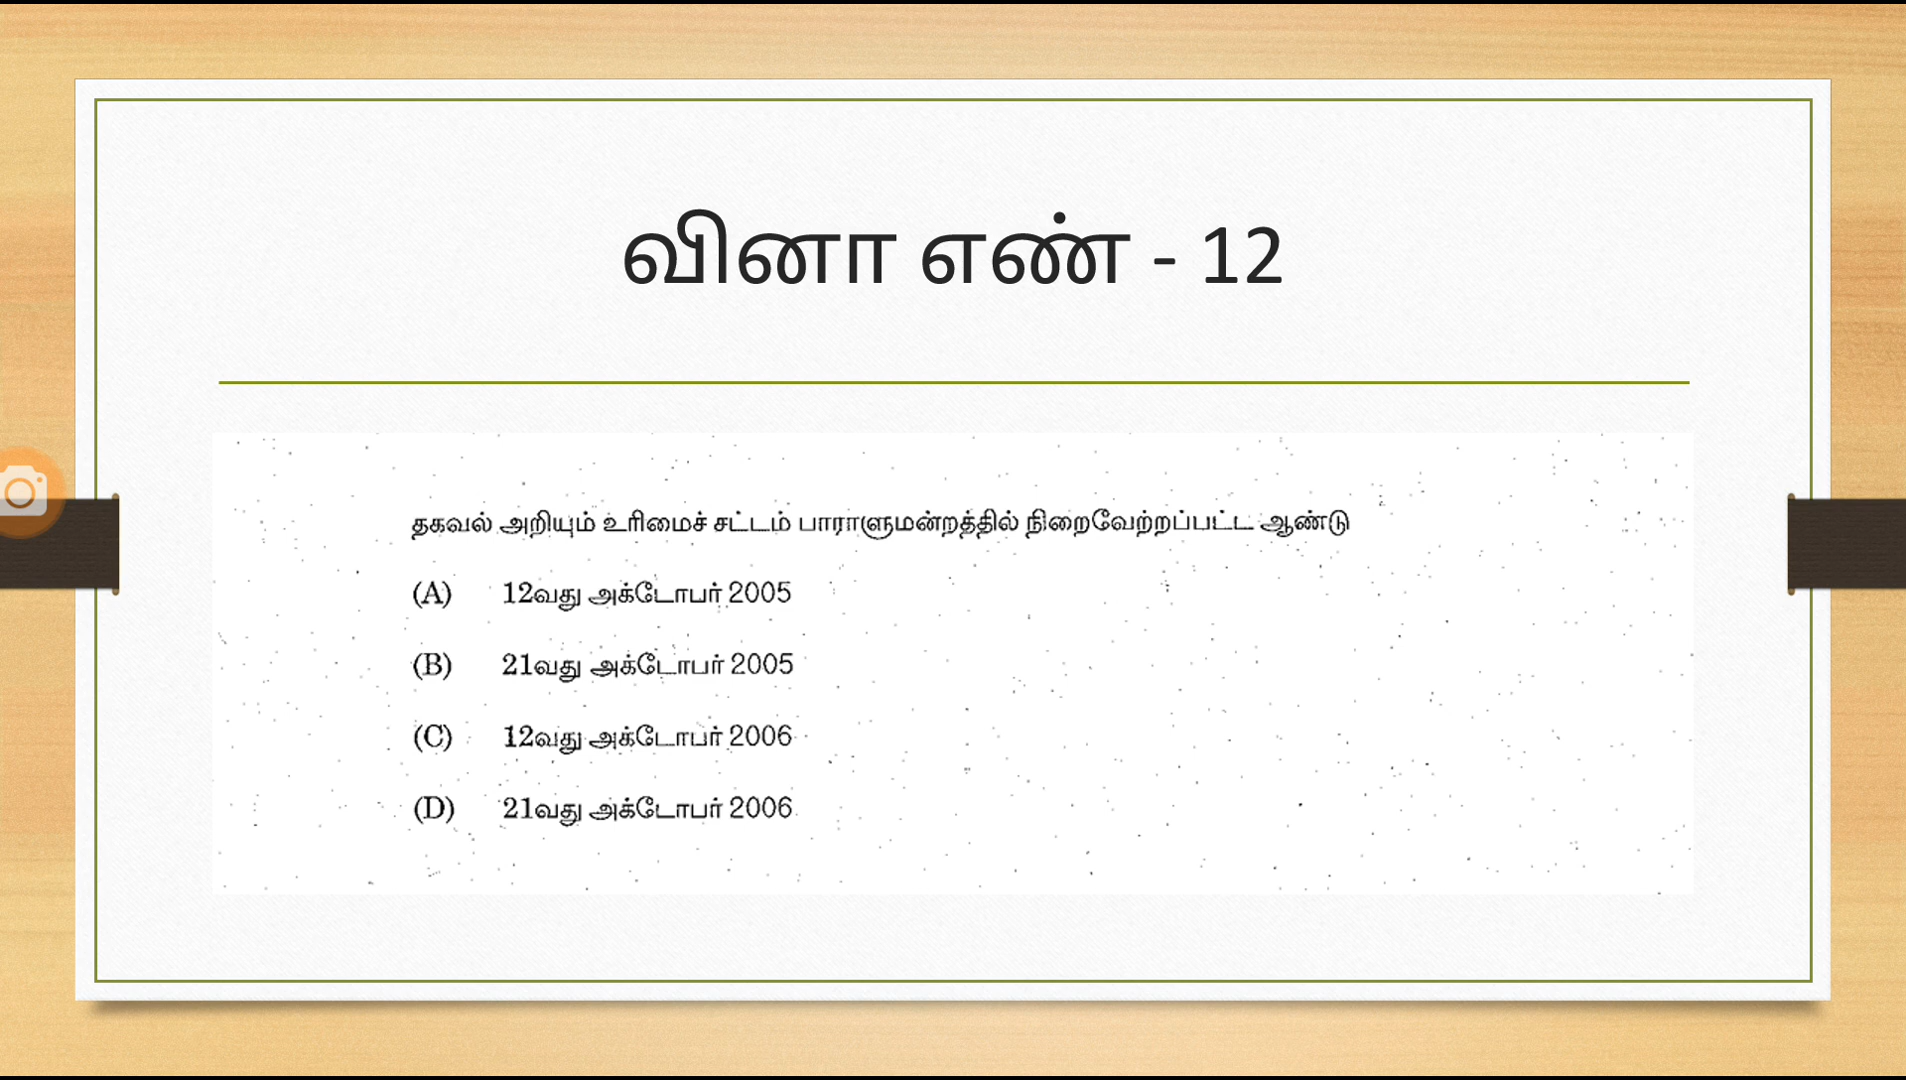 வினா எண் - 12
தகவல் அறியும் உரிமைச் சட்டம் பாராளுமன்றத்தில் நிறைவேற்றப்பட்ட ஆண்டு
(A) 12வது அக்டோபர் 2005
(B) 21வது அக்டோபர் 2005
(C) 12வது அக்டோபர் 2006
(D) 21வது அக்டோபர் 2006